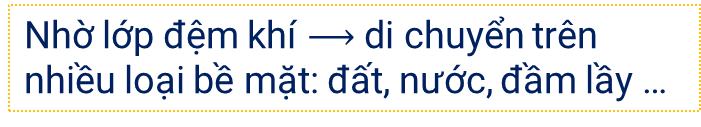 Nhờ lớp đệm khí → di chuyển trên
nhiều loại bề mặt: đất, nước, đầm lầy ...